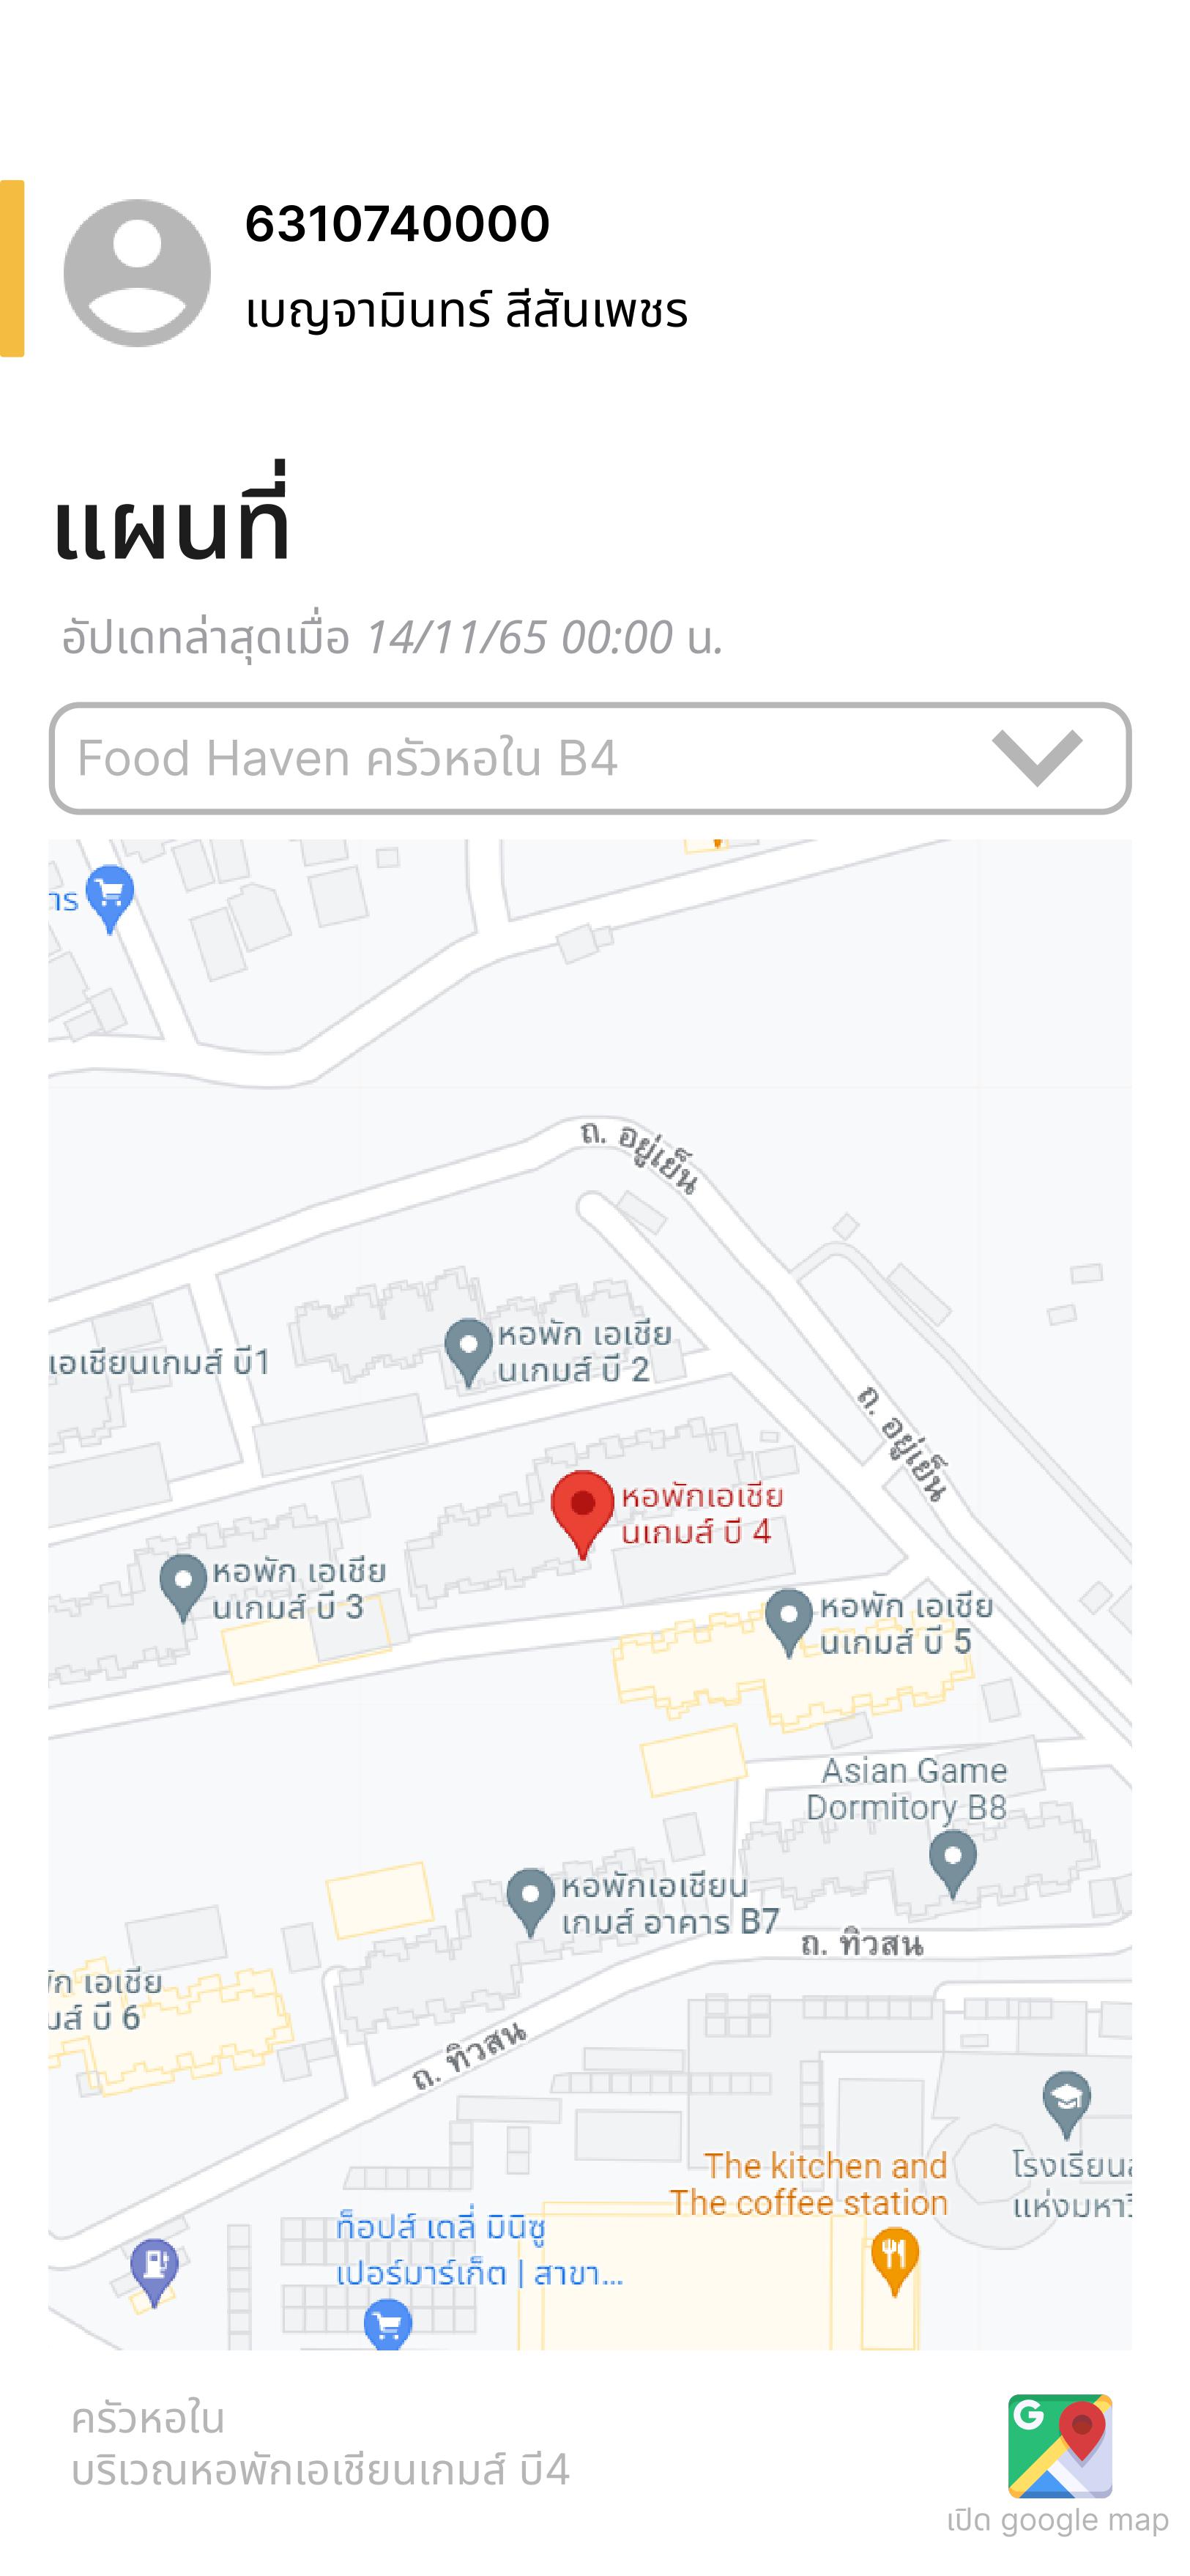 6310740000
เบญจามินทร์ สีสันเพชร
แผนที่
อัปเดทล่าสุดเมื่อ 14/11/65 00:00 น.
Food Haven ครัวหอใน B4
ถ. อยู่เย็น
หอพัก เอเชีย
นเกมส์ บี 2
เอเชียนเกมส์ บี1
ถ. อยู่เย็น
หอพักเอเชีย
นเกมส์ บี 4
หอพัก เอเชีย
นเกมส์ บี 3
หอพัก เอเชีย
นเกมส์ บี 5
Asian Game
Dormitory B8
หอพักเอเชียน
เกมส์ อาคาร B7
ถ. ทิวสน
เอเชีย
บี 6
ถ. ทิวสน
The kitchen and
The coffee station
โรงเรียน
แห่งมหาวิ
ท็อปส์ เดลี่ มินิซู
เปอร์มาร์เก็ต | สาขา...
G
ครัวหอใน
บริเวณหอพักเอเชียนเกมส์ บี4
เปิด google map